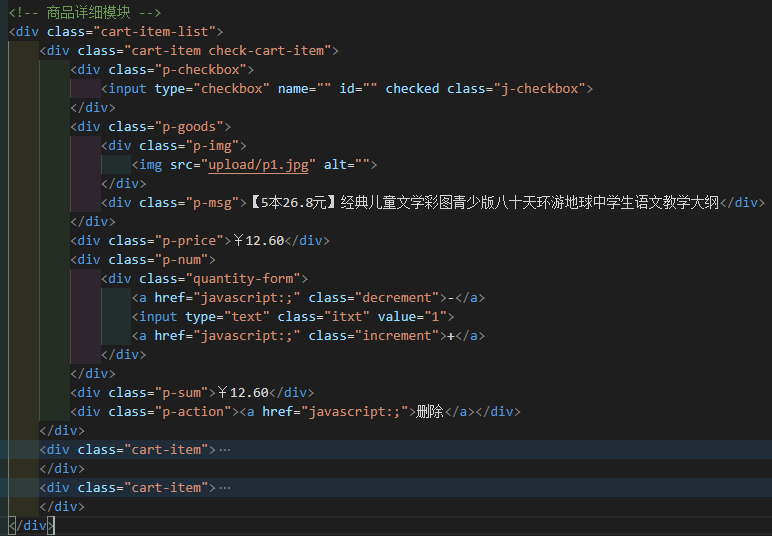 <!-- 商品详细模块 -->
<div class="cart-item-list">
    <div class="cart-item check-cart-item">
        <div class="p-checkbox">
            <input type="checkbox" name="" id="" checked class="j-checkbox">
        </div>
        <div class="p-goods">
            <div class="p-img">
                <img src="upload/p1.jpg" alt="">
            </div>
            <div class="p-msg">【5本26.8元】经典儿童文学彩图青少版八十天环游地球中学生语文教学大纲</div>
        </div>
        <div class="p-price">￥12.60</div>
        <div class="p-num">
            <div class="quantity-form">
                <a href="javascript:;" class="decrement">-</a>
                <input type="text" class="itxt" value="1">
                <a href="javascript:;" class="increment">+</a>
            </div>
        </div>
        <div class="p-sum">￥12.60</div>
        <div class="p-action"><a href="javascript:;">删除</a></div>
    </div>
    <div class="cart-item">…
    </div>
    <div class="cart-item">…
    </div>
</div>